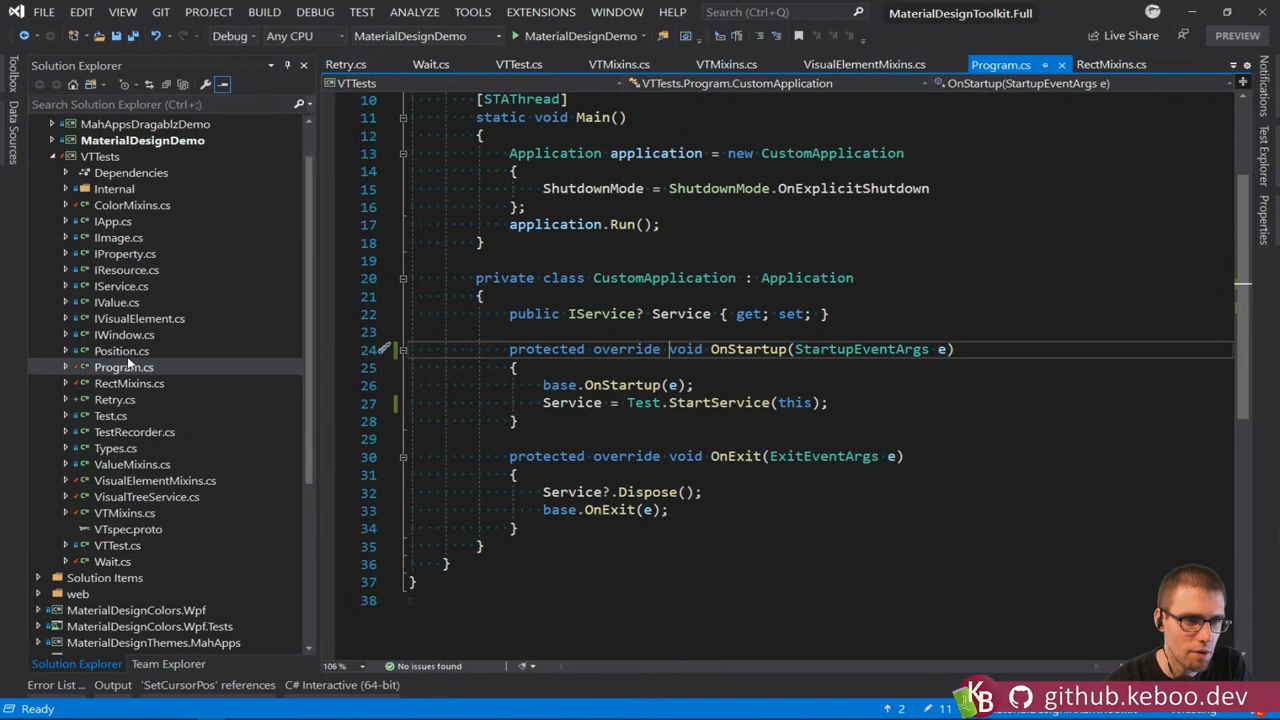 FILE EDIT VIEW GIT PROJECT BUILD DEBUG TEST ANALYZE TOOLS EXTENSIONS WINDOW HELP Search (Ctrl+Q) MaterialDesignToolkit.Full
Debug Any CPU MaterialDesignDemo MaterialDesignDemo Live Share PREVIEW
Solution Explorer
Search Solution Explorer (Ctrl+;)
MahAppsDragablzDemo
MaterialDesignDemo
VTTests
Dependencies
Internal
ColorMixins.cs
IApp.cs
IImage.cs
IProperty.cs
IResource.cs
IService.cs
IValue.cs
IVisualElement.cs
IWindow.cs
Position.cs
Program.cs
RectMixins.cs
Retry.cs
Test.cs
TestRecorder.cs
Types.cs
ValueMixins.cs
VisualElementMixins.cs
VisualTreeService.cs
VTMixins.cs
VTspec.proto
VTTest.cs
Wait.cs
Solution Items
web
MaterialDesignColors.Wpf
MaterialDesignColors.Wpf.Tests
MaterialDesignThemes.MahApps
Solution Explorer Team Explorer
Toolbox
Data Sources
Retry.cs Wait.cs VTTest.cs VTMixins.cs VTMixins.cs VisualElementMixins.cs Program.cs RectMixins.cs
VTTests VTTests.Program.CustomApplication OnStartup(StartupEventArgs e)
10 [STAThread]
11 static void Main()
12 {
13 Application application = new CustomApplication
14 {
15 ShutdownMode = ShutdownMode.OnExplicitShutdown
16 };
17 application.Run();
18 }
19
20 private class CustomApplication : Application
21 {
22 public IService? Service { get; set; }
23
24 protected override void OnStartup(StartupEventArgs e)
25 {
26 base.OnStartup(e);
27 Service = Test.StartService(this);
28 }
29
30 protected override void OnExit(ExitEventArgs e)
31 {
32 Service?.Dispose();
33 base.OnExit(e);
34 }
35 }
36 }
37 }
38
106 % No issues found
Notifications
Properties
Error List ... Output 'SetCursorPos' references C# Interactive (64-bit)
Ready 2 11
KB github.keboo.dev